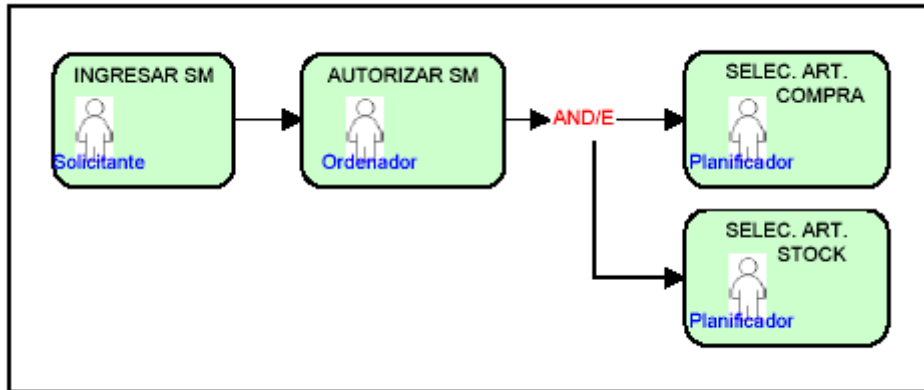 INGRESAR SM
Solicitante
AUTORIZAR SM
Ordenador
AND/E
SELEC. ART.
COMPRA
Planificador
SELEC. ART.
STOCK
Planificador